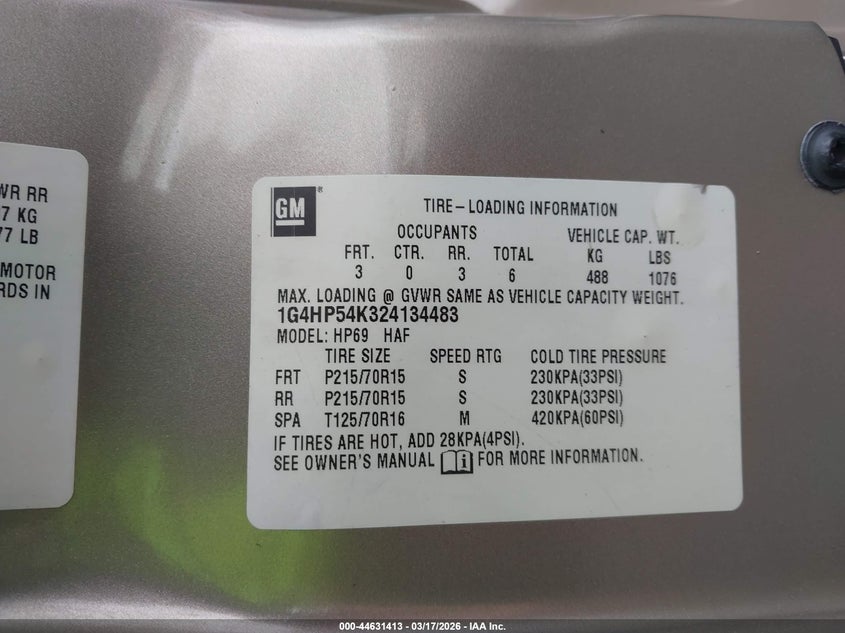 WR RR
7 KG
77 LB
MOTOR
RDS IN
GM ®
TIRE-LOADING INFORMATION
OCCUPANTS VEHICLE CAP. WT.
FRT. CTR. RR. TOTAL KG LBS
3 0 3 6 488 1076
MAX. LOADING @ GVWR SAME AS VEHICLE CAPACITY WEIGHT.
1G4HP54K324134483
MODEL: HP69 HAF
TIRE SIZE SPEED RTG COLD TIRE PRESSURE
FRT P215/70R15 S 230KPA(33PSI)
RR P215/70R15 S 230KPA(33PSI)
SPA T125/70R16 M 420KPA(60PSI)
IF TIRES ARE HOT, ADD 28KPA(4PSI).
SEE OWNER'S MANUAL i FOR MORE INFORMATION.
000-44631413 - 03/17/2026 - IAA Inc.